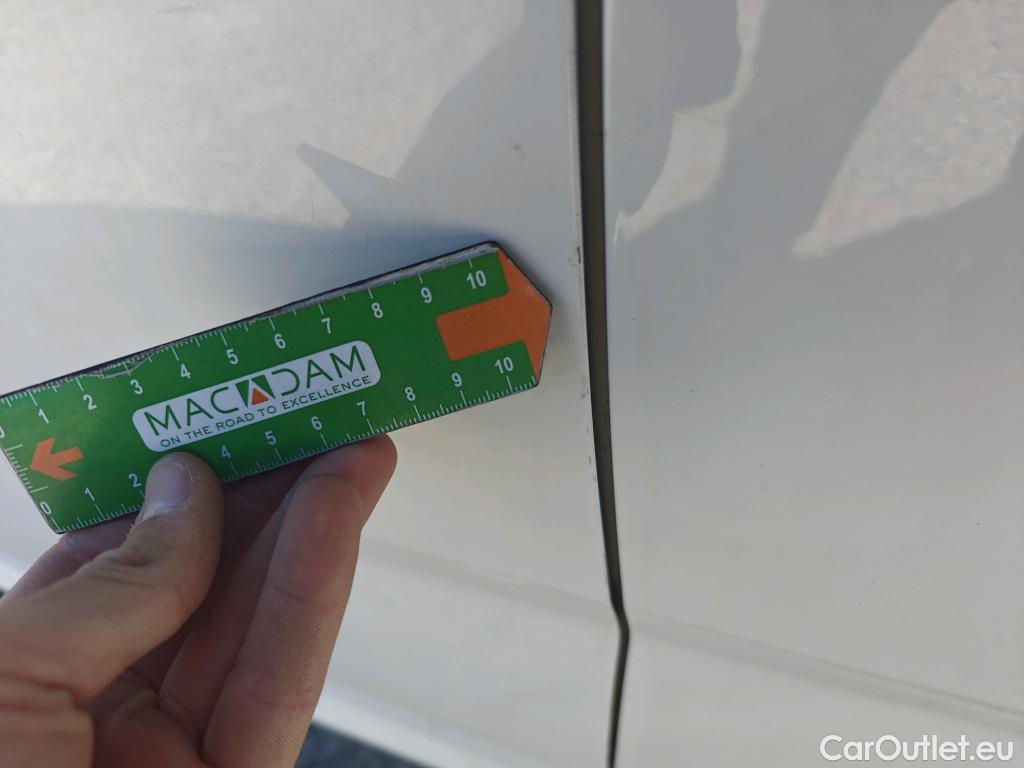 1 2 3 4 5 6 7 8 9 10
MACADAM
ON THE ROAD TO EXCELLENCE
0 1 2 4 5 6 7 8 9 10
CarOutlet.eu